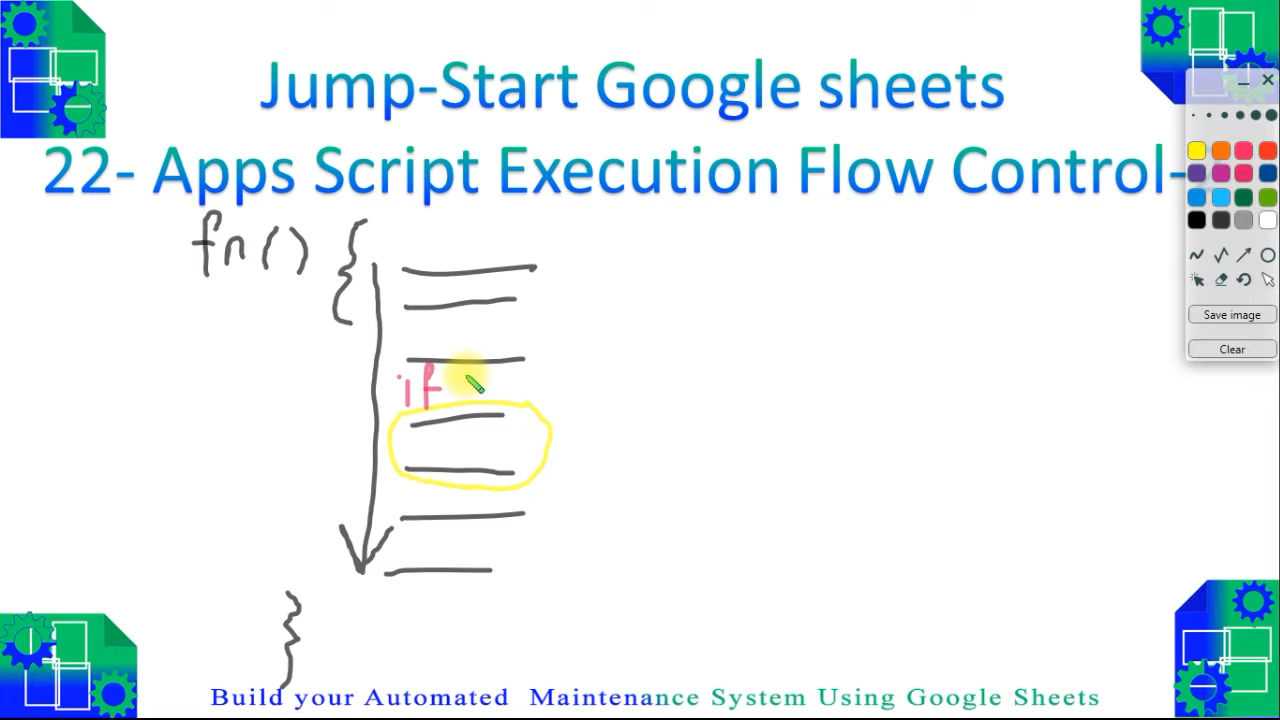 Jump-Start Google sheets
22- Apps Script Execution Flow Control-
fn() {
if
}
Save image
Clear
Build your Automated Maintenance System Using Google Sheets